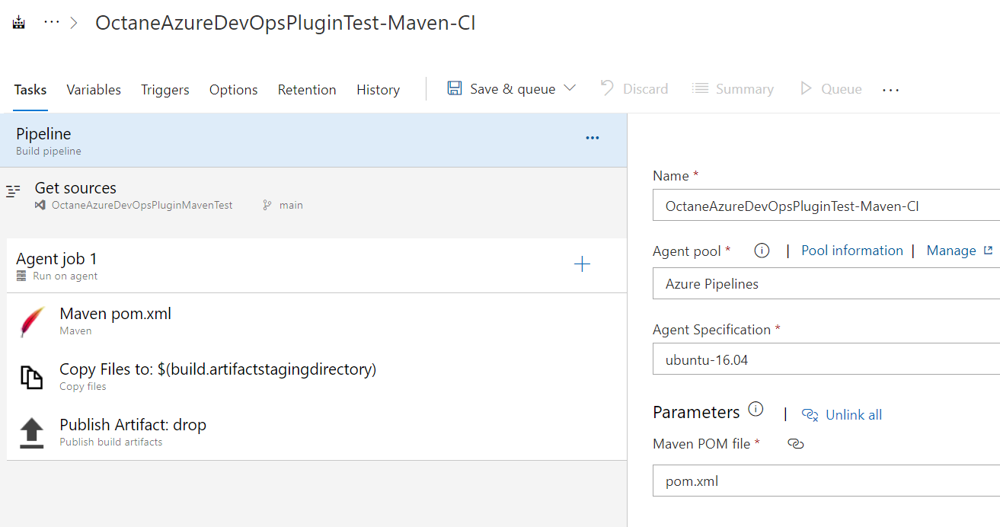 ··· > OctaneAzureDevOpsPluginTest-Maven-CI
Tasks Variables Triggers Options Retention History Save & queue Discard Summary Queue ···
Pipeline ···
Build pipeline
Get sources
OctaneAzureDevOpsPluginMavenTest main
Agent job 1
Run on agent
Maven pom.xml
Maven
Copy Files to: $(build.artifactstagingdirectory)
Copy files
Publish Artifact: drop
Publish build artifacts
Name *
OctaneAzureDevOpsPluginTest-Maven-CI
Agent pool * | Pool information | Manage
Azure Pipelines
Agent Specification *
ubuntu-16.04
Parameters | Unlink all
Maven POM file *
pom.xml